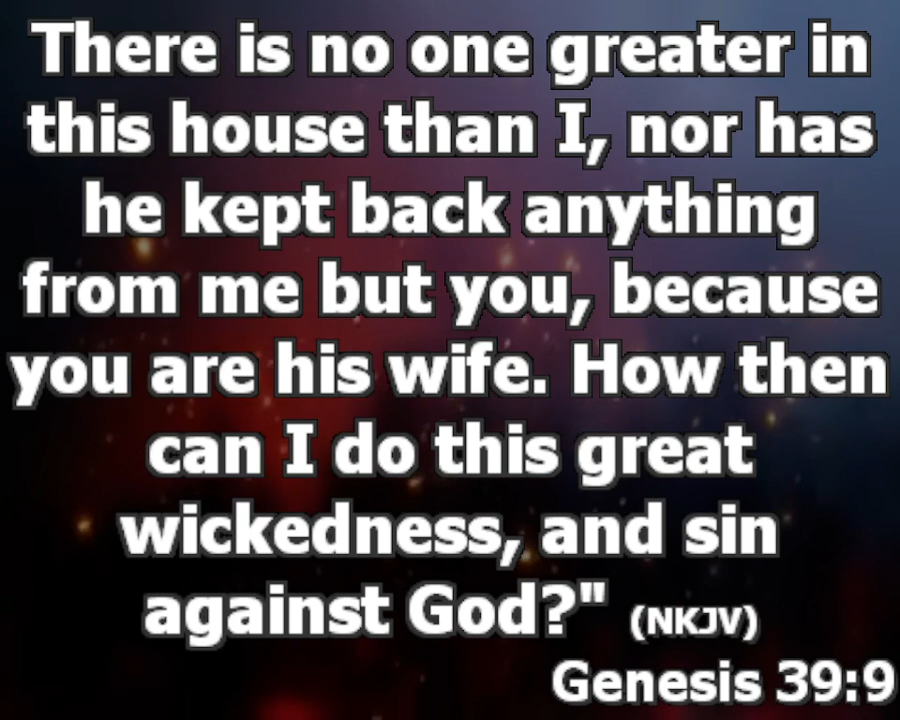 There is no one greater in
this house than I, nor has
he kept back anything
from me but you, because
you are his wife. How then
can I do this great
wickedness, and sin
against God?" (NKJV)
Genesis 39:9